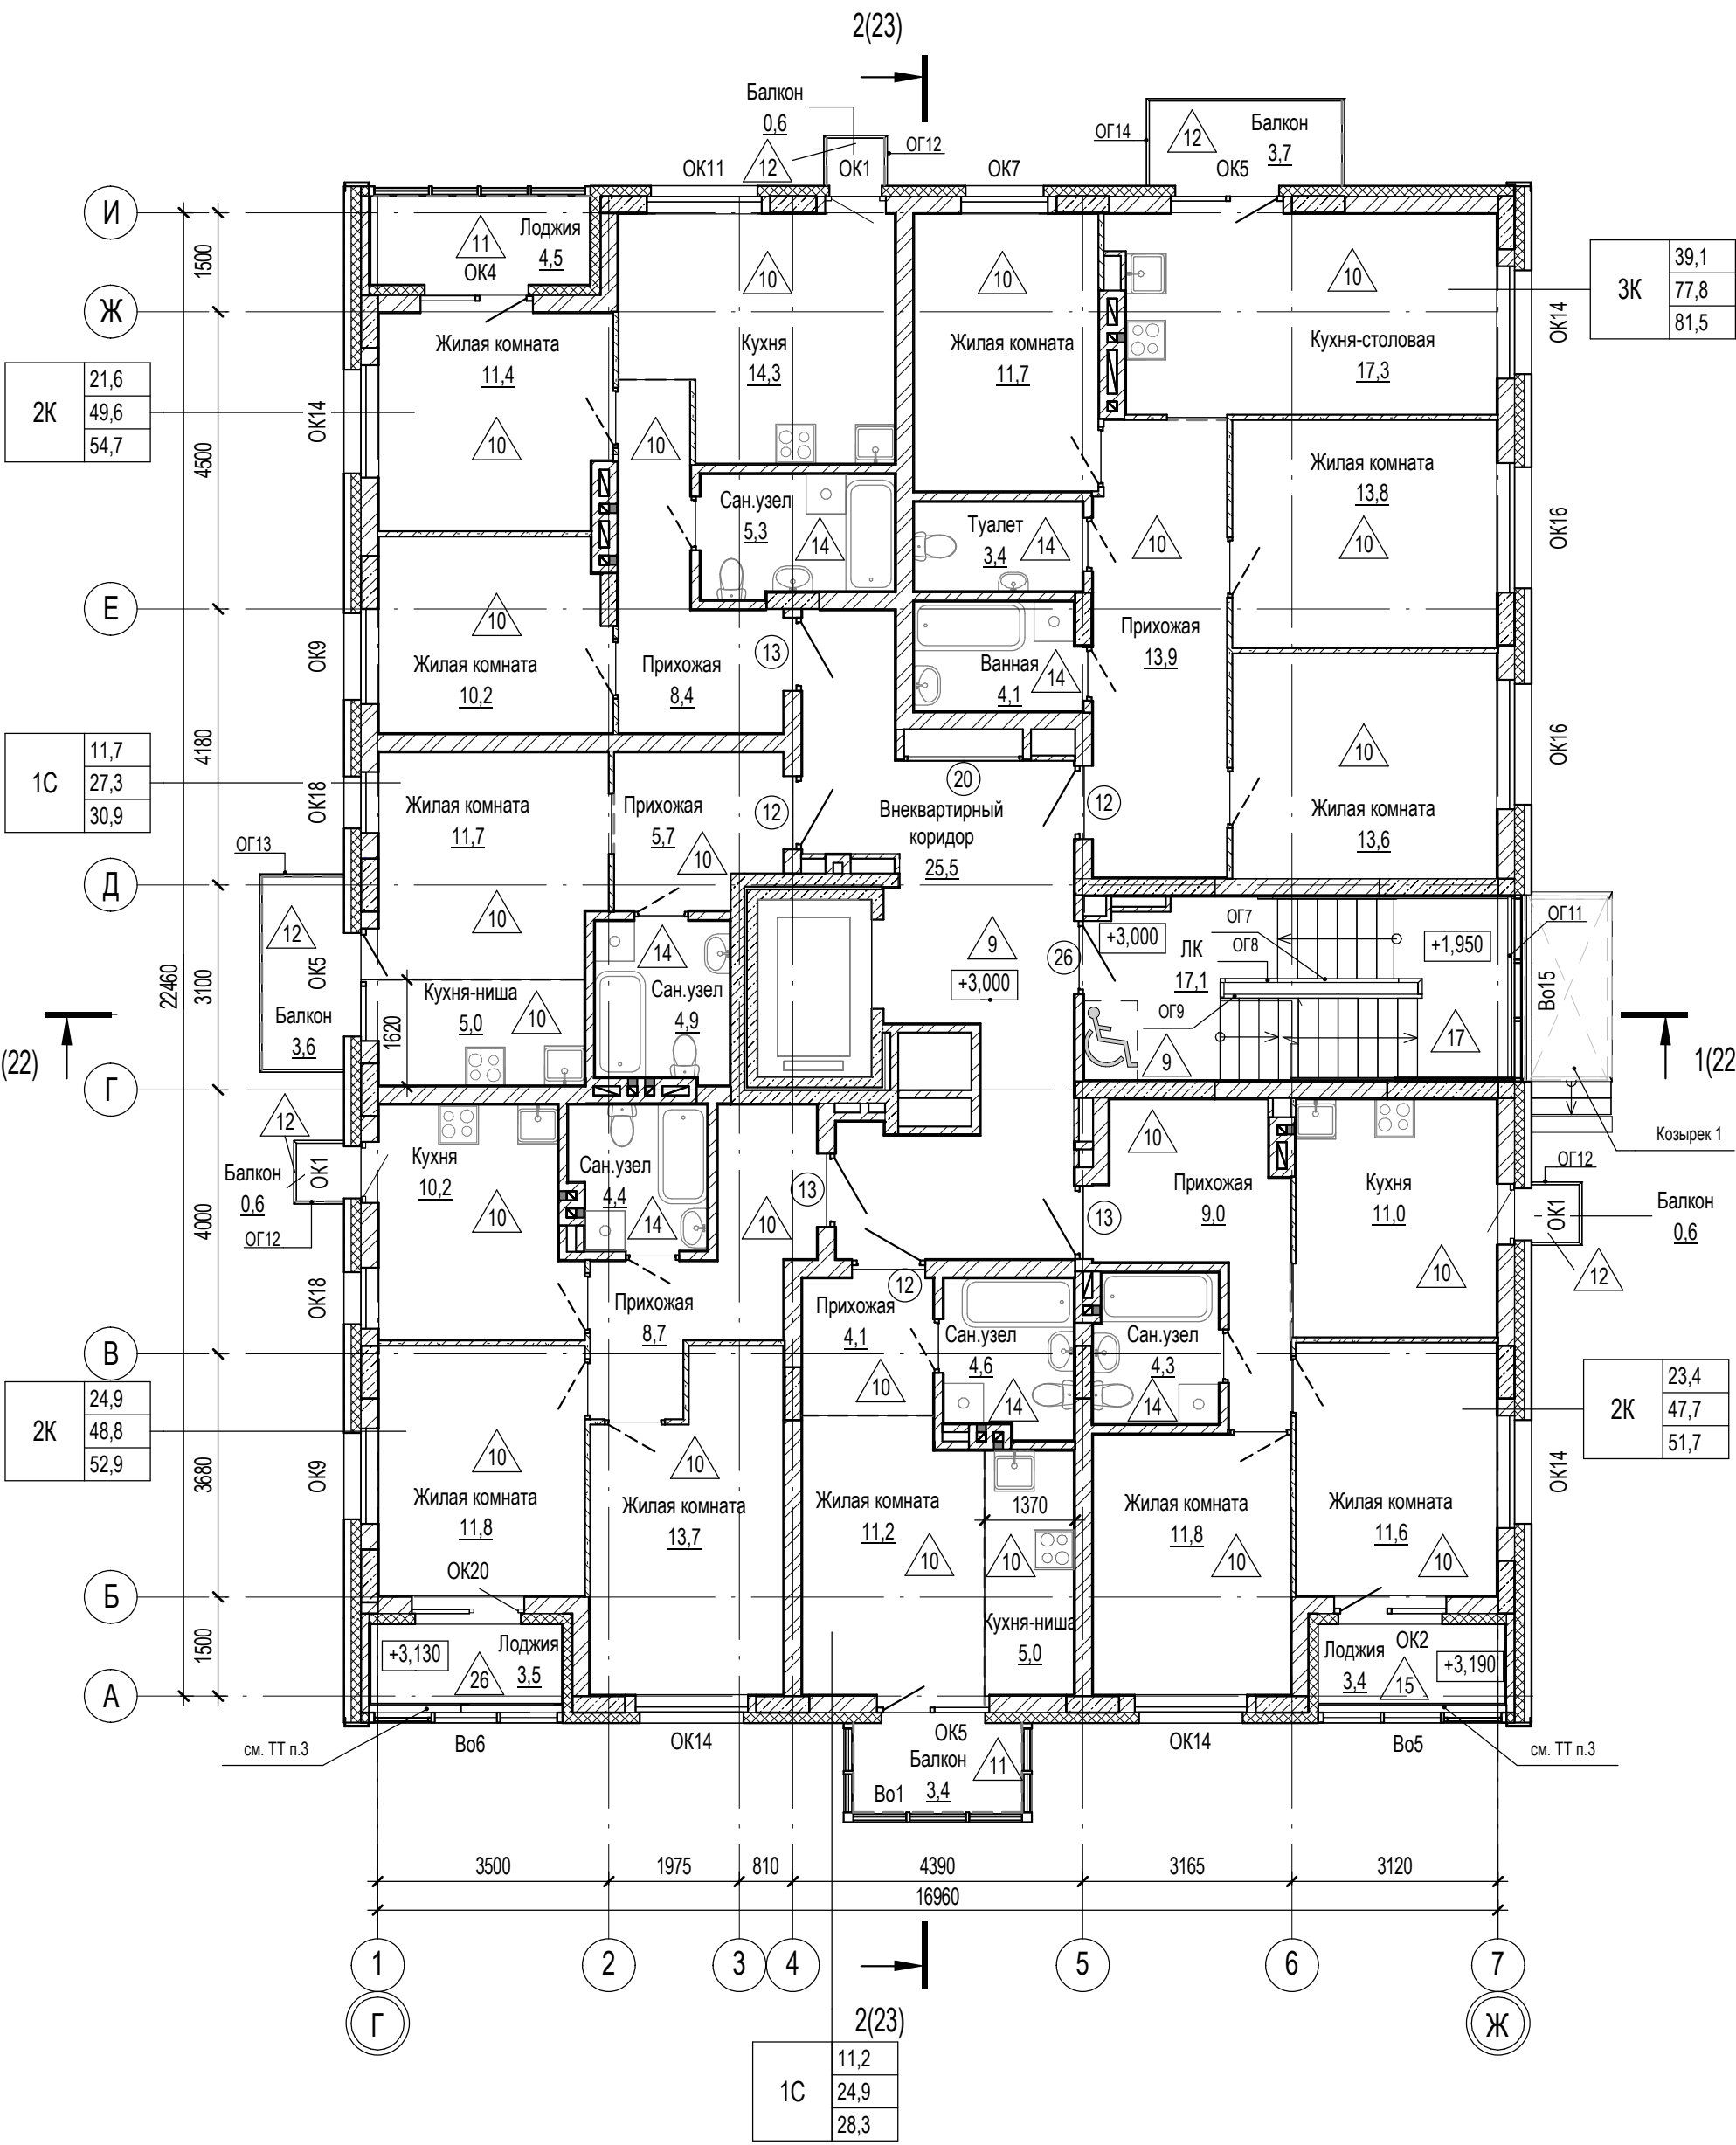 2(23)
Балкон
0,6
12
ОГ12
ОК11
ОК1
ОК7
ОГ14
12
Балкон
3,7
ОК5
И
Ж
Е
Д
Г
В
Б
А
1500
4500
4180
3100
4000
3680
1500
22460
Лоджия
4,5
11
ОК4
10
10
10
3К
39,1
77,8
81,5
ОК14
Жилая комната
11,4
Кухня
14,3
Жилая комната
11,7
Кухня-столовая
17,3
2К
21,6
49,6
54,7
ОК14
10
10
Сан.узел
5,3
14
Туалет
3,4
14
10
Жилая комната
13,8
10
ОК16
10
Жилая комната
10,2
ОК9
Прихожая
8,4
13
Ванная
4,1
14
Прихожая
13,9
10
ОК16
1С
11,7
27,3
30,9
ОК18
Жилая комната
11,7
Прихожая
5,7
10
12
20
Внеквартирный
коридор
25,5
12
Жилая комната
13,6
ОГ13
12
ОК5
Балкон
3,6
10
14
Сан.узел
4,9
9
+3,000
26
+3,000
ОГ7
ОГ8
ЛК
17,1
ОГ9
9
+1,950
17
ОГ11
Во15
Кухня-ниша
5,0
10
1620
(22)
1(22
Козырек 1
12
Балкон
0,6
ОК1
ОГ12
Кухня
10,2
10
Сан.узел
4,4
14
10
13
10
Прихожая
9,0
13
Кухня
11,0
10
ОГ12
ОК1
Балкон
0,6
12
ОК18
Прихожая
8,7
12
Прихожая
4,1
10
Сан.узел
4,6
14
Сан.узел
4,3
14
2К
24,9
48,8
52,9
ОК9
10
Жилая комната
11,8
10
Жилая комната
13,7
Жилая комната
11,2
10
1370
10
Кухня-ниша
5,0
Жилая комната
11,8
10
Жилая комната
11,6
10
2К
23,4
47,7
51,7
ОК14
ОК20
+3,130
Лоджия
3,5
26
Лоджия
3,4
ОК2
15
+3,190
см. ТТ п.3
Во6
ОК14
ОК5
Балкон
3,4
11
Во1
ОК14
Во5
см. ТТ п.3
3500
1975
810
4390
3165
3120
16960
1
2
3
4
5
6
7
Г
Ж
2(23)
1С
11,2
24,9
28,3